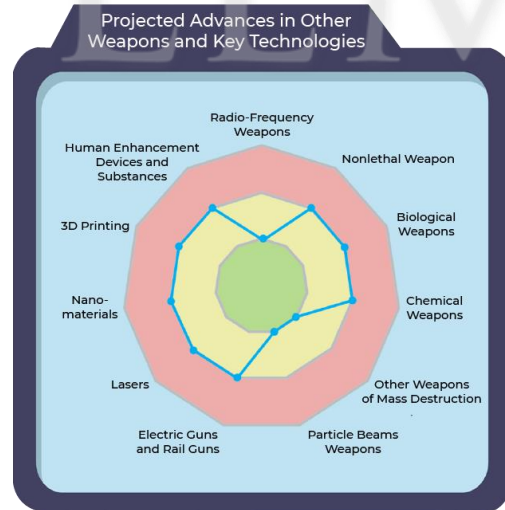 Projected Advances in Other
Weapons and Key Technologies
Radio-Frequency
Weapons
Human Enhancement
Devices and
Substances
Nonlethal Weapon
3D Printing
Biological
Weapons
Nano-
materials
Chemical
Weapons
Lasers
Other Weapons
of Mass Destruction
Electric Guns
and Rail Guns
Particle Beams
Weapons